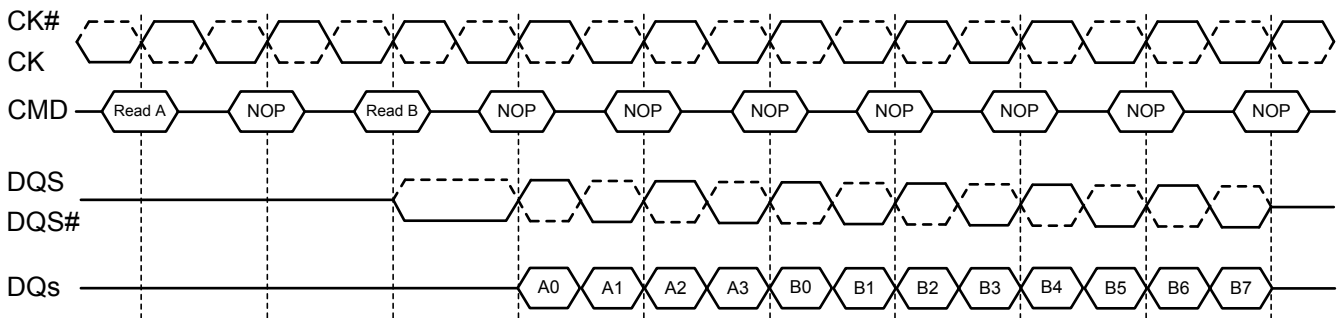 CK#
CK
CMD Read A NOP Read B NOP NOP NOP NOP NOP NOP NOP
DQS
DQS#
DQs A0 A1 A2 A3 B0 B1 B2 B3 B4 B5 B6 B7